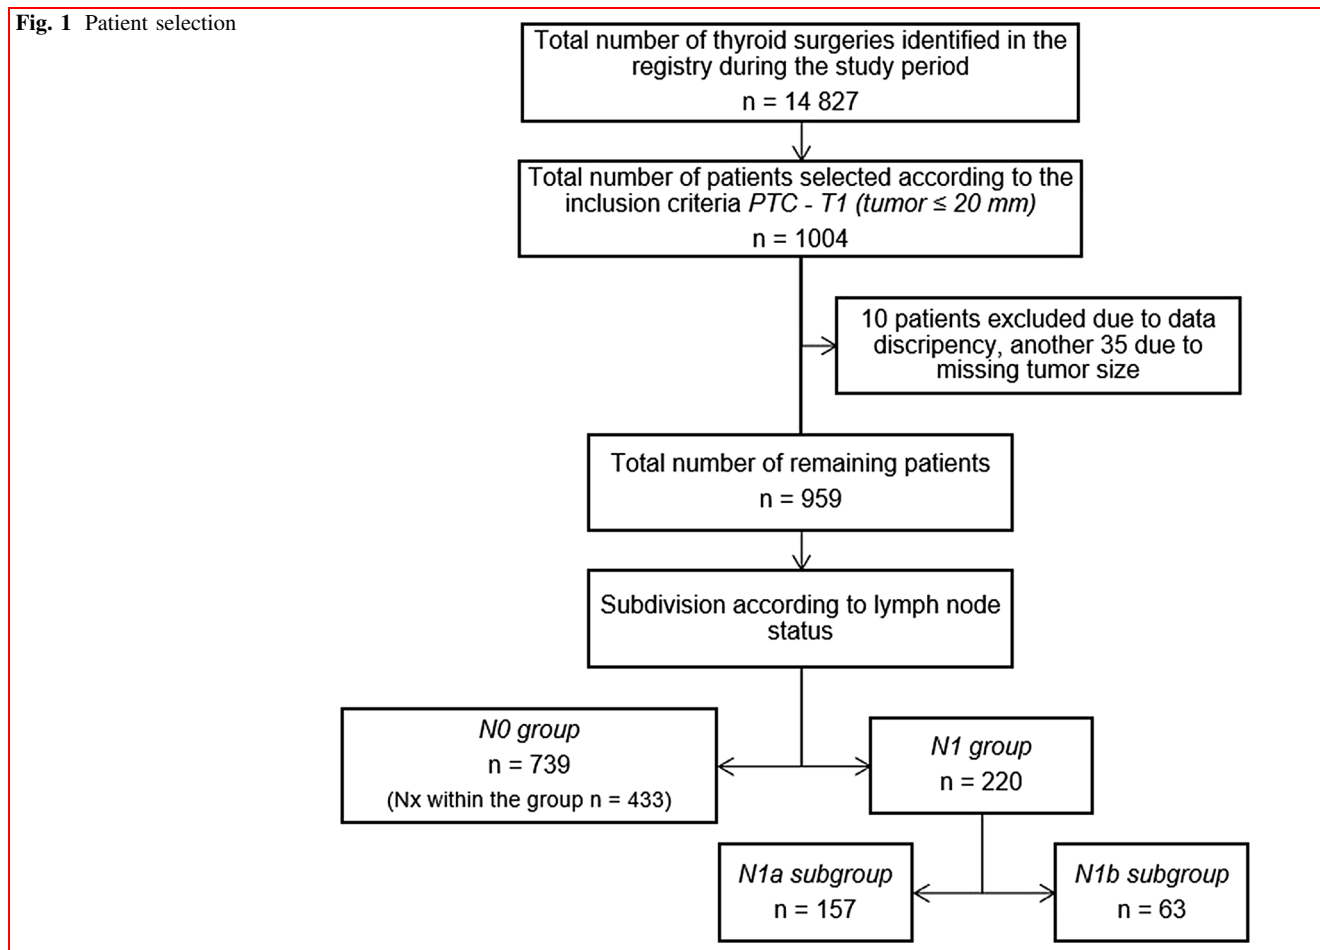 Fig. 1 Patient selection
Total number of thyroid surgeries identified in the
registry during the study period
n = 14 827
Total number of patients selected according to the
inclusion criteria PTC - T1 (tumor ≤ 20 mm)
n = 1004
10 patients excluded due to data
discripency, another 35 due to
missing tumor size
Total number of remaining patients
n = 959
Subdivision according to lymph node
status
N0 group
n = 739
(Nx within the group n = 433)
N1 group
n = 220
N1a subgroup
n = 157
N1b subgroup
n = 63